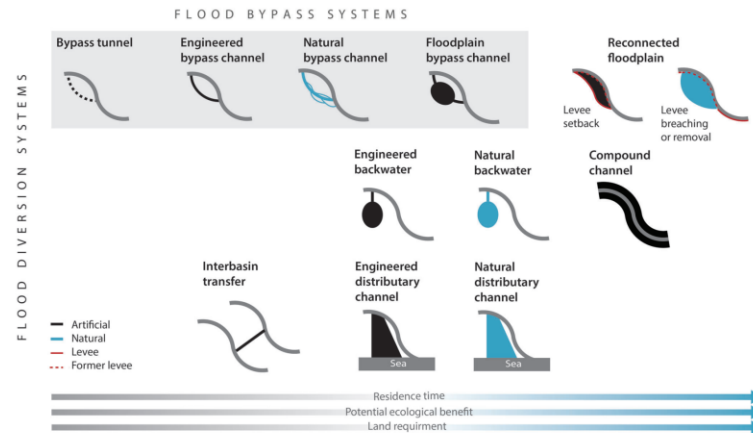 FLOOD BYPASS SYSTEMS
FLOOD DIVERSION SYSTEMS
Bypass tunnel
Engineered
bypass channel
Natural
bypass channel
Floodplain
bypass channel
Reconnected
floodplain
Levee
setback
Levee
breaching
or removal
Engineered
backwater
Natural
backwater
Compound
channel
Interbasin
transfer
Engineered
distributary
channel
Natural
distributary
channel
Sea
Sea
Artificial
Natural
Levee
Former levee
Residence time
Potential ecological benefit
Land requirment